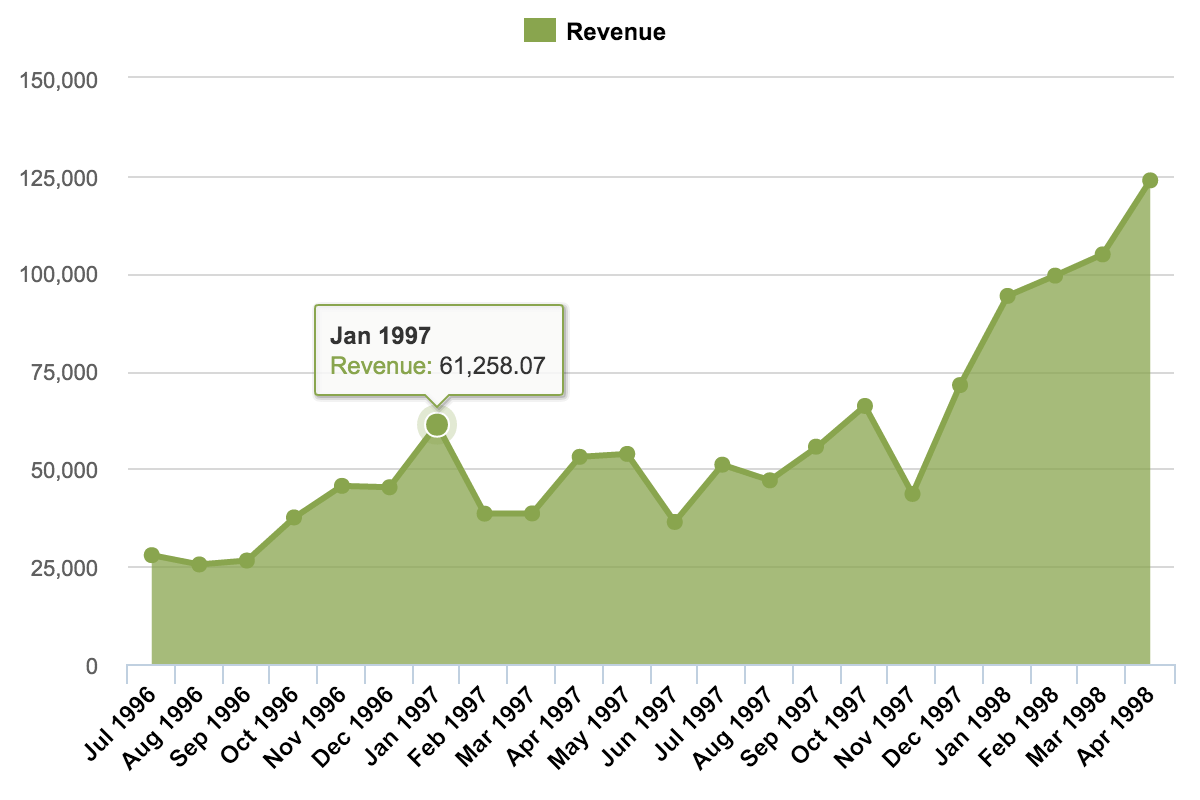 Revenue
150,000
125,000
100,000
75,000
50,000
25,000
0
Jan 1997
Revenue: 61,258.07
Jul 1996
Aug 1996
Sep 1996
Oct 1996
Nov 1996
Dec 1996
Jan 1997
Feb 1997
Mar 1997
Apr 1997
May 1997
Jun 1997
Jul 1997
Aug 1997
Sep 1997
Oct 1997
Nov 1997
Dec 1997
Jan 1998
Feb 1998
Mar 1998
Apr 1998